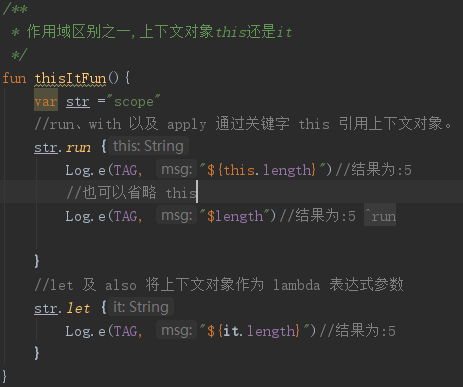 /**
 * 作用域区别之一,上下文对象this还是it
 */
fun thisItFun(){
    var str ="scope"
    //run、with 以及 apply 通过关键字 this 引用上下文对象。
    str.run { this:String
        Log.e(TAG, msg:"${this.length}")//结果为:5
        //也可以省略 this
        Log.e(TAG, msg:"$length")//结果为:5 ^run
    }
    //let 及 also 将上下文对象作为 lambda 表达式参数
    str.let { it:String
        Log.e(TAG, msg:"${it.length}")//结果为:5
    }
}